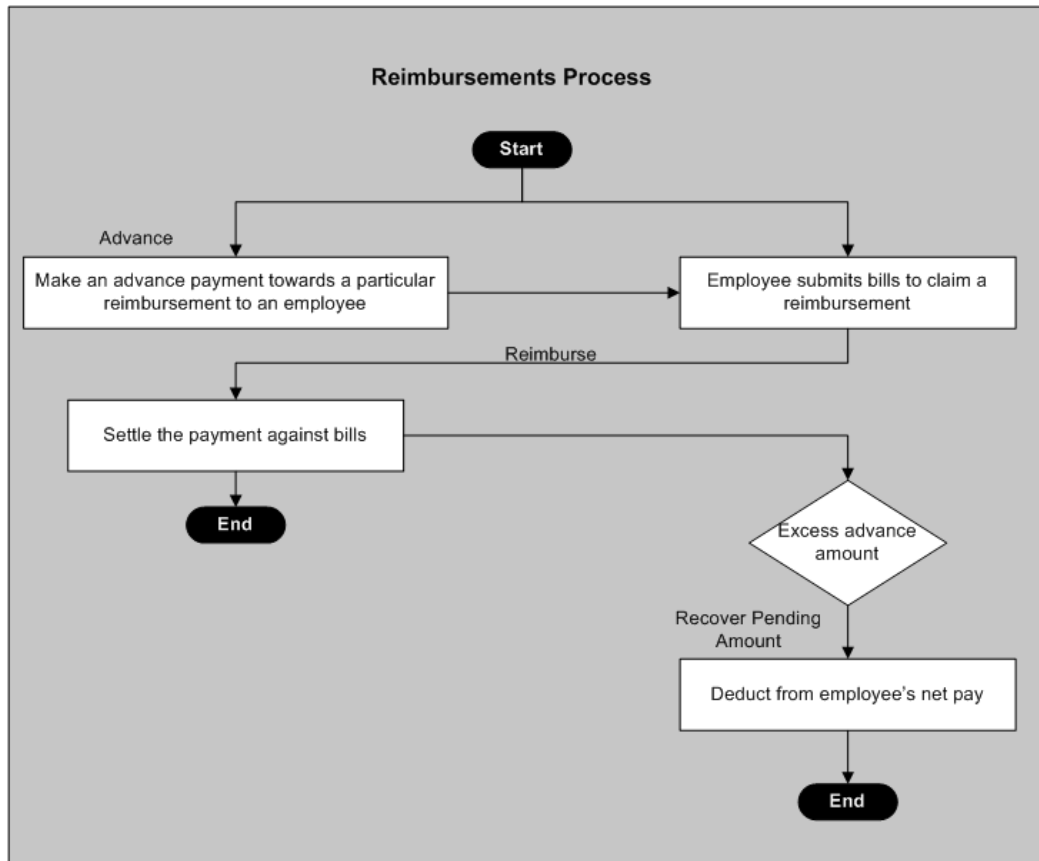 Reimbursements Process
Start
Advance
Make an advance payment towards a particular
reimbursement to an employee
Employee submits bills to claim a
reimbursement
Reimburse
Settle the payment against bills
End
Excess advance
amount
Recover Pending
Amount
Deduct from employee's net pay
End